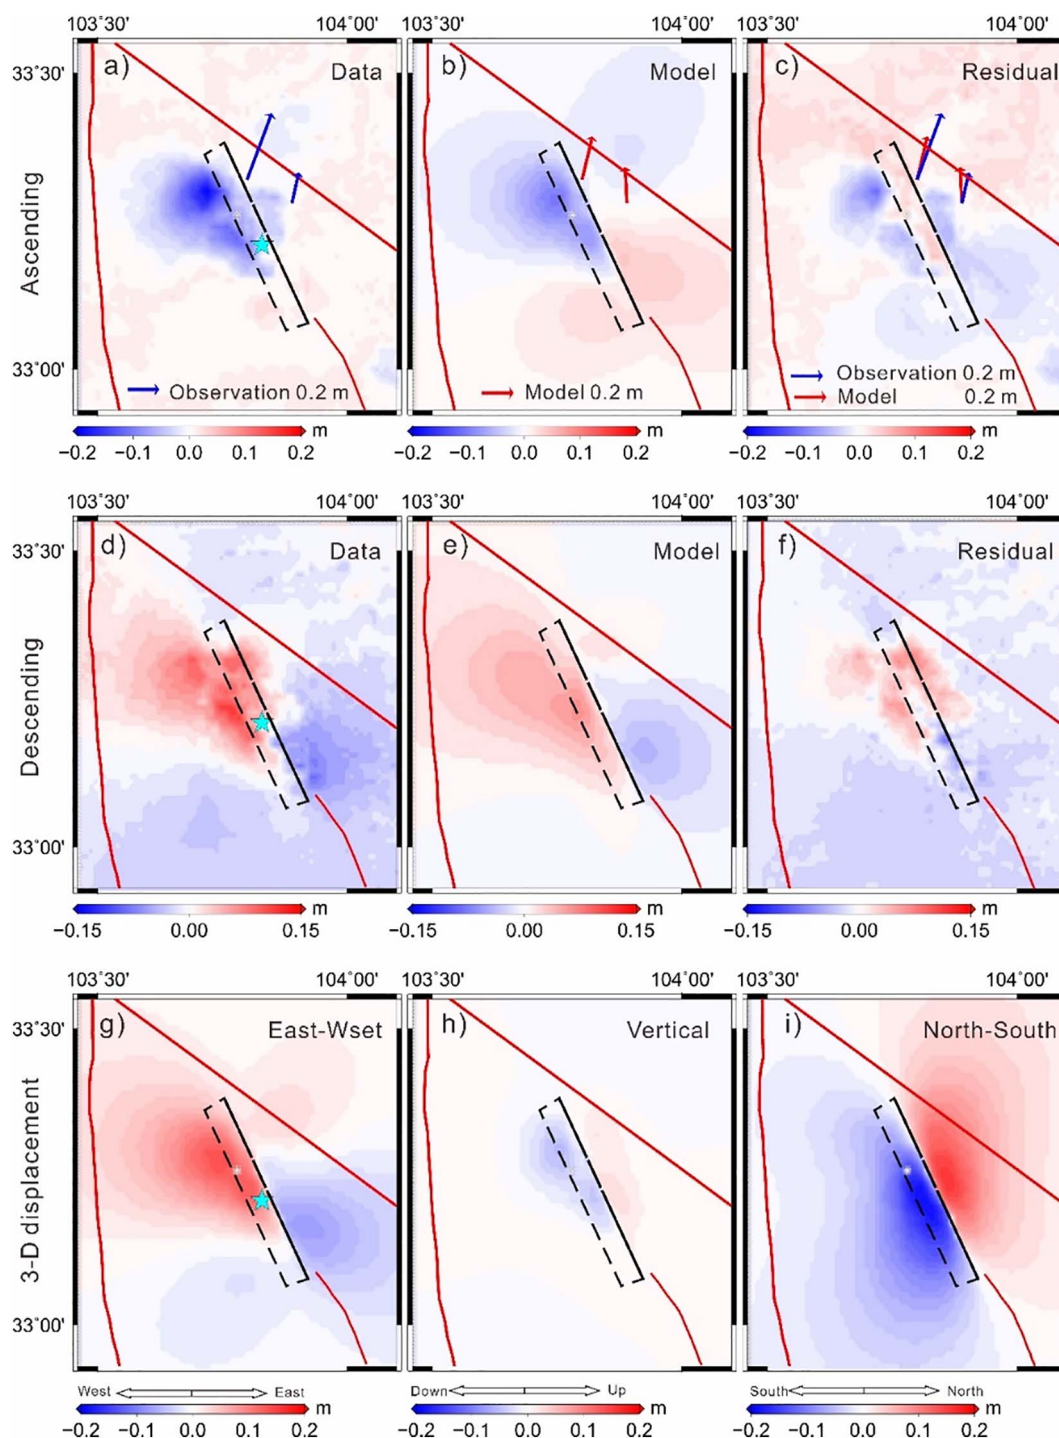 103°30' 104°00' 103°30' 104°00' 103°30' 104°00'
33°30'
a) Data b) Model c) Residual
Ascending
33°00'
Observation 0.2 m Model 0.2 m Observation 0.2 m
Model 0.2 m
m m
−0.2 −0.1 0.0 0.1 0.2 −0.2 −0.1 0.0 0.1 0.2 −0.2 −0.1 0.0 0.1 0.2
103°30' 104°00' 103°30' 104°00' 103°30' 104°00'
33°30'
d) Data e) Model f) Residual
Descending
33°00'
m m
−0.15 0.00 0.15 −0.15 0.00 0.15 −0.15 0.00 0.15
103°30' 104°00' 103°30' 104°00' 103°30' 104°00'
33°30'
g) East-Wset h) Vertical i) North-South
3-D displacement
33°00'
West East Down Up South North
m m
−0.2 −0.1 0.0 0.1 0.2 −0.2 −0.1 0.0 0.1 0.2 −0.2 −0.1 0.0 0.1 0.2